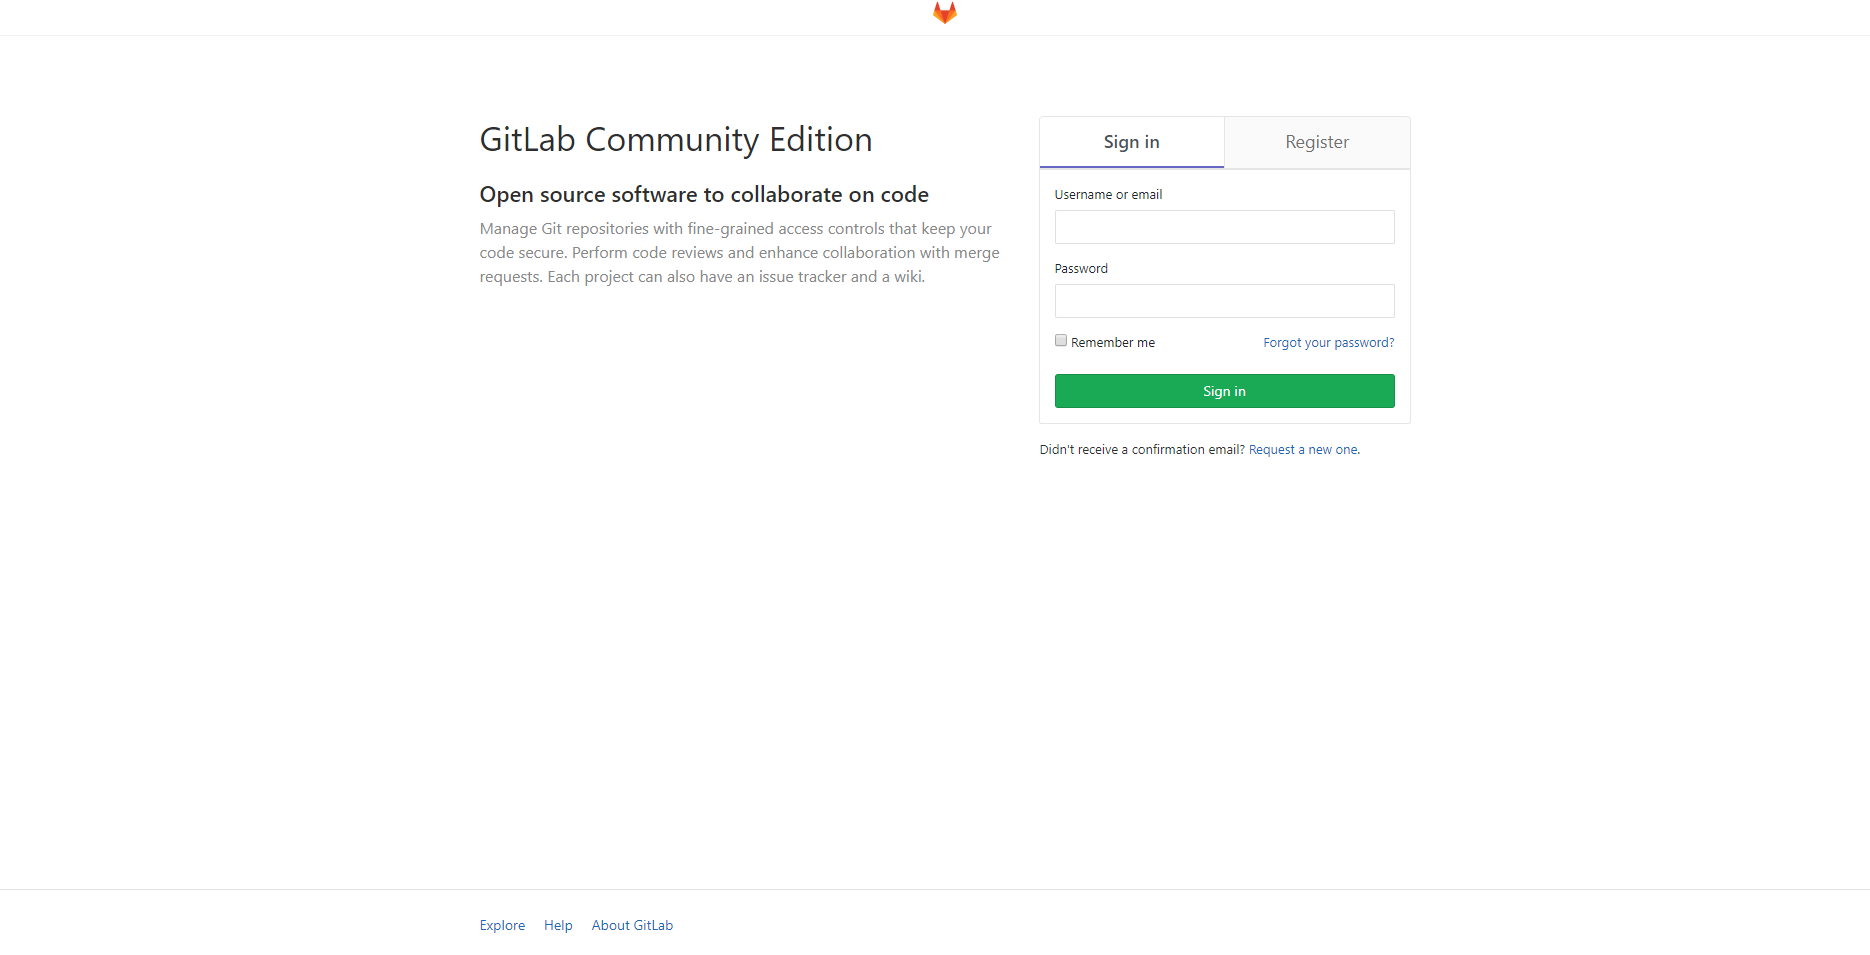 GitLab Community Edition
Open source software to collaborate on code
Manage Git repositories with fine-grained access controls that keep your
code secure. Perform code reviews and enhance collaboration with merge
requests. Each project can also have an issue tracker and a wiki.
Sign in
Register
Username or email
Password
Remember me
Forgot your password?
Sign in
Didn't receive a confirmation email? Request a new one.
Explore
Help
About GitLab